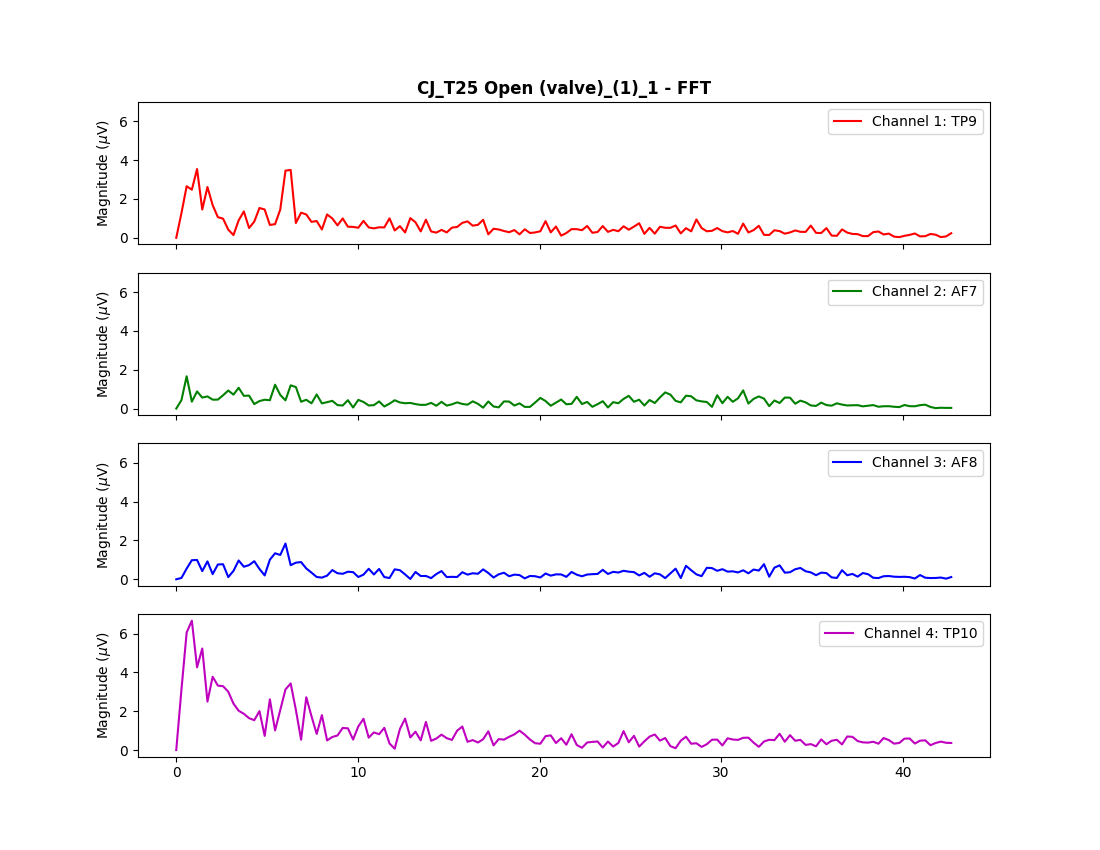 CJ_T25 Open (valve)_(1)_1 - FFT
Magnitude (μV)
6
4
2
0
Channel 1: TP9
Magnitude (μV)
6
4
2
0
Channel 2: AF7
Magnitude (μV)
6
4
2
0
Channel 3: AF8
Magnitude (μV)
6
4
2
0
Channel 4: TP10
0 10 20 30 40